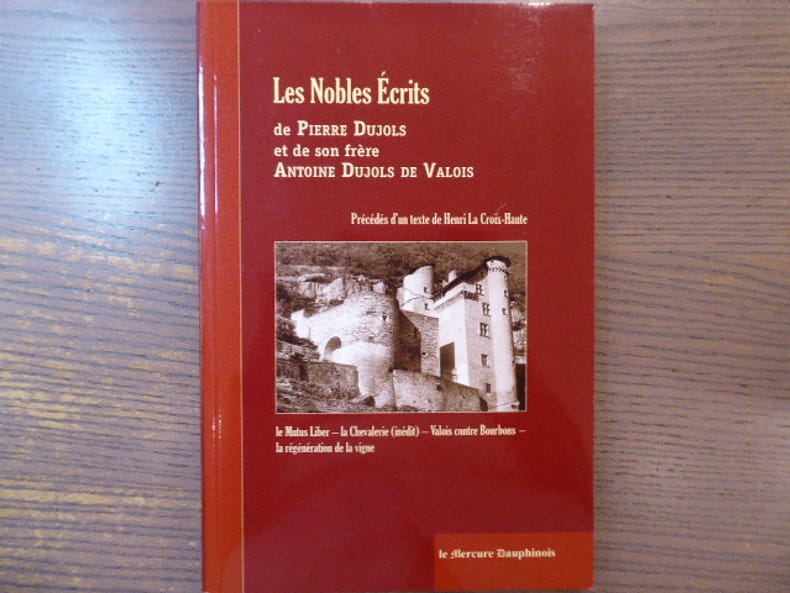 Les Nobles Écrits
de PIERRE DUJOLS
et de son frère
ANTOINE DUJOLS DE VALOIS
Précédés d'un texte de Henri La Croix-Haute
le Mutus Liber – la Chevalerie (inédit) – Valois contre Bourbons –
la régénération de la vigne
le Mercure Dauphinois